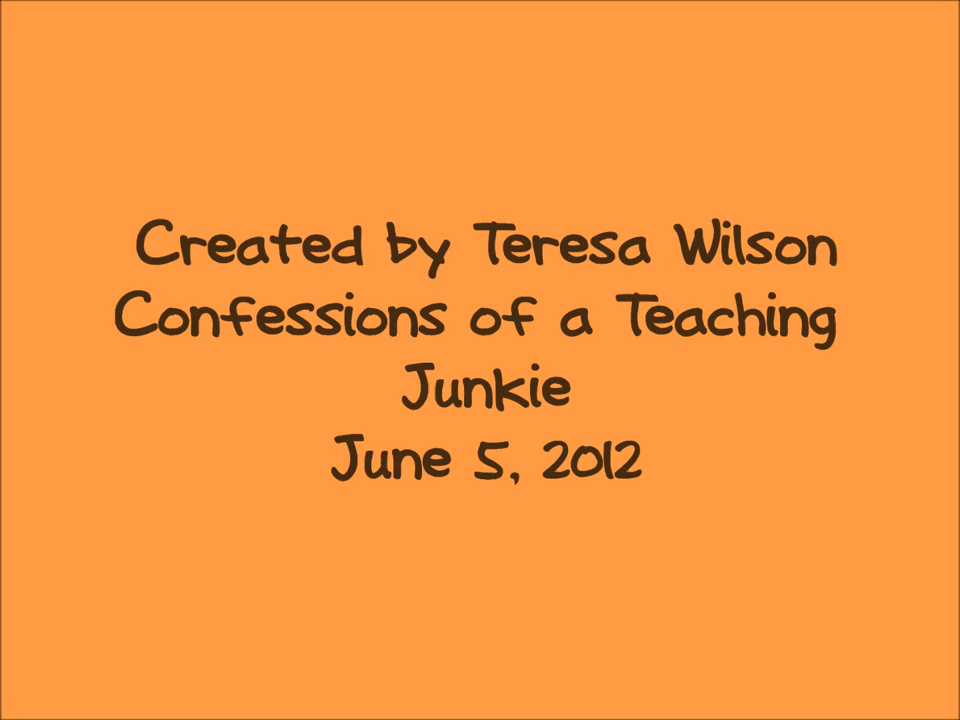 Created by Teresa Wilson
Confessions of a Teaching
Junkie
June 5, 2012